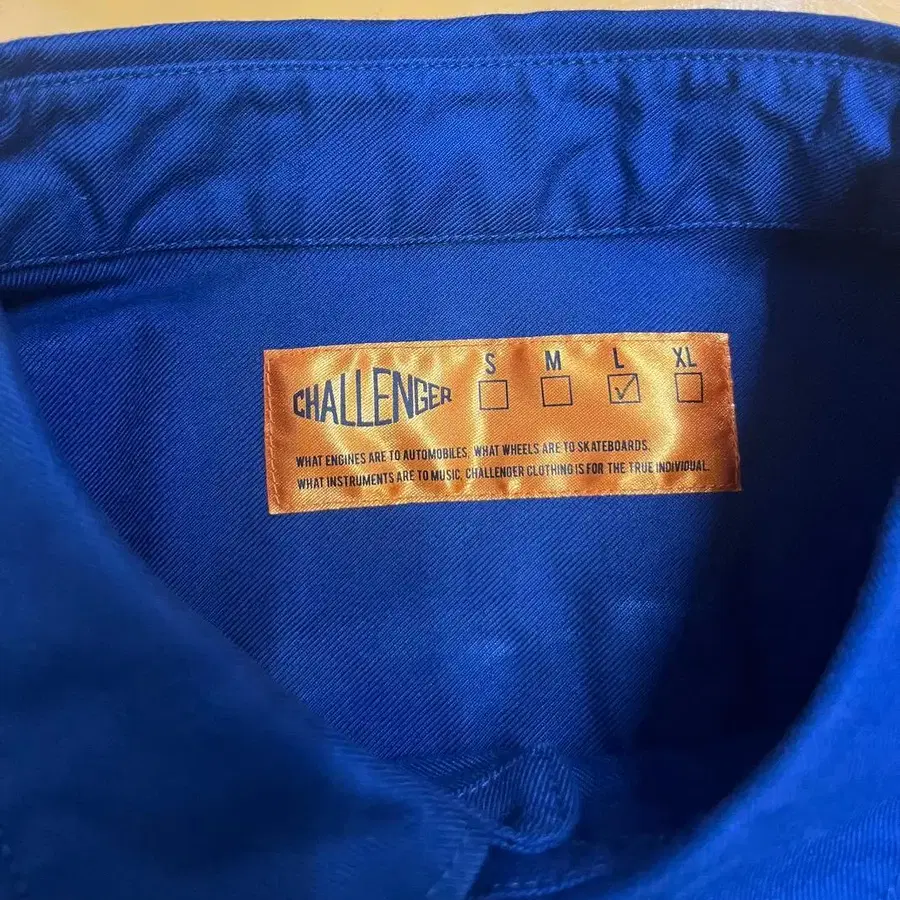 CHALLENGER S M L XL
WHAT ENGINES ARE TO AUTOMOBILES, WHAT WHEELS ARE TO SKATEBOARDS.
WHAT INSTRUMENTS ARE TO MUSIC, CHALLENDER CLOTHING IS FOR THE TRUE INDIVIDUAL.